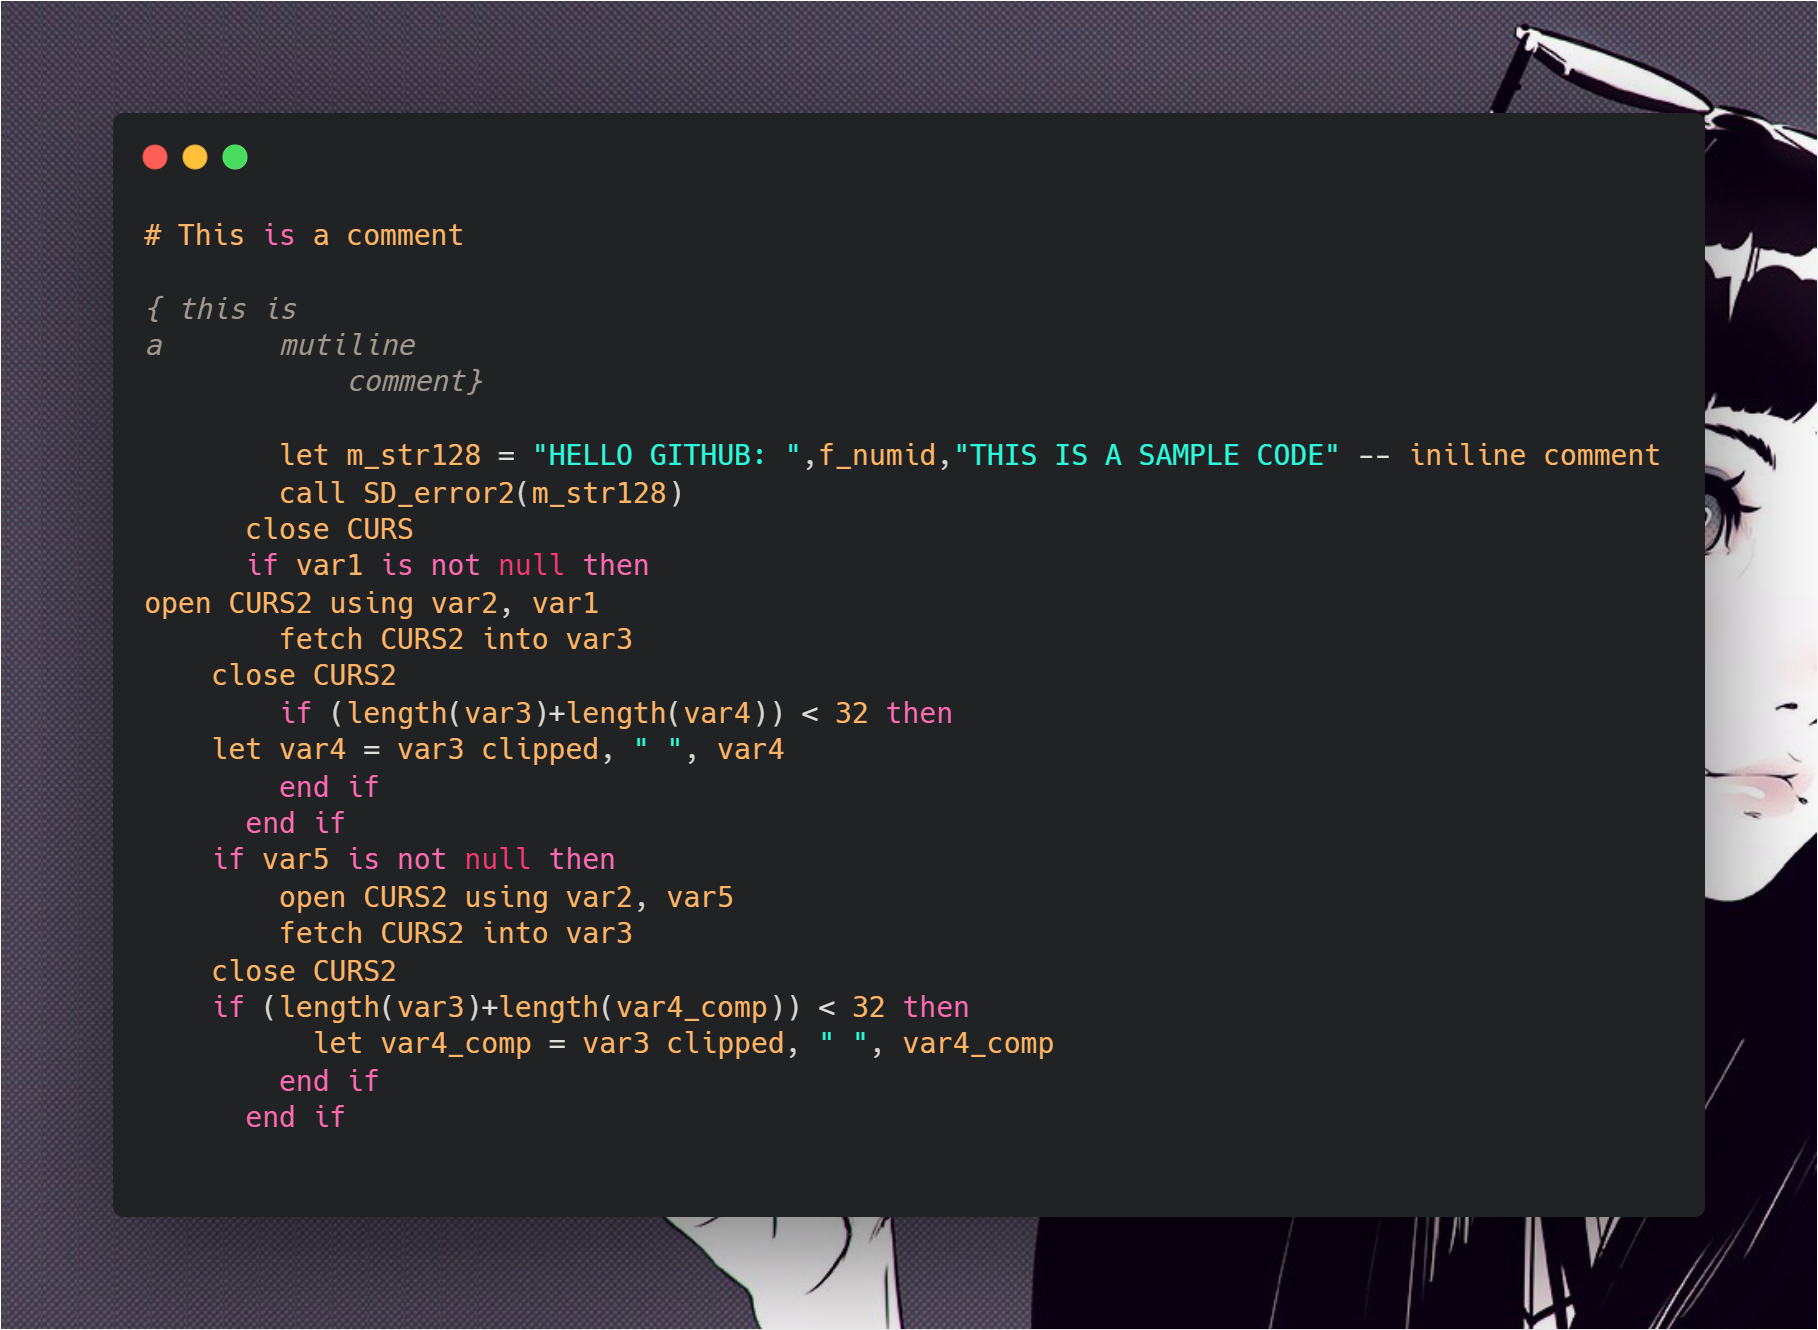 # This is a comment

{ this is
a       mutiline
            comment}

        let m_str128 = "HELLO GITHUB: ",f_numid,"THIS IS A SAMPLE CODE" -- iniline comment
        call SD_error2(m_str128)
      close CURS
      if var1 is not null then
open CURS2 using var2, var1
        fetch CURS2 into var3
    close CURS2
        if (length(var3)+length(var4)) < 32 then
    let var4 = var3 clipped, " ", var4
        end if
      end if
    if var5 is not null then
        open CURS2 using var2, var5
        fetch CURS2 into var3
    close CURS2
    if (length(var3)+length(var4_comp)) < 32 then
          let var4_comp = var3 clipped, " ", var4_comp
        end if
      end if